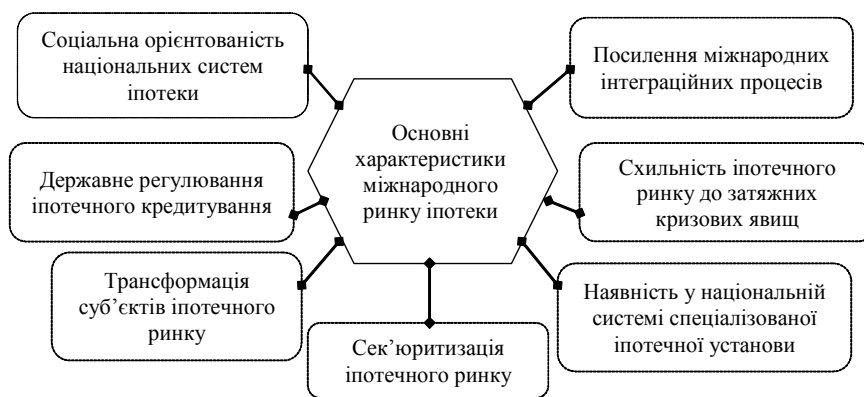 Соціальна орієнтованість
національних систем
іпотеки
Посилення міжнародних
інтеграційних процесів
Основні
характеристики
міжнародного
ринку іпотеки
Державне регулювання
іпотечного кредитування
Схильність іпотечного
ринку до затяжних
кризових явищ
Трансформація
суб’єктів іпотечного
ринку
Сек’юритизація
іпотечного ринку
Наявність у національній
системі спеціалізованої
іпотечної установи